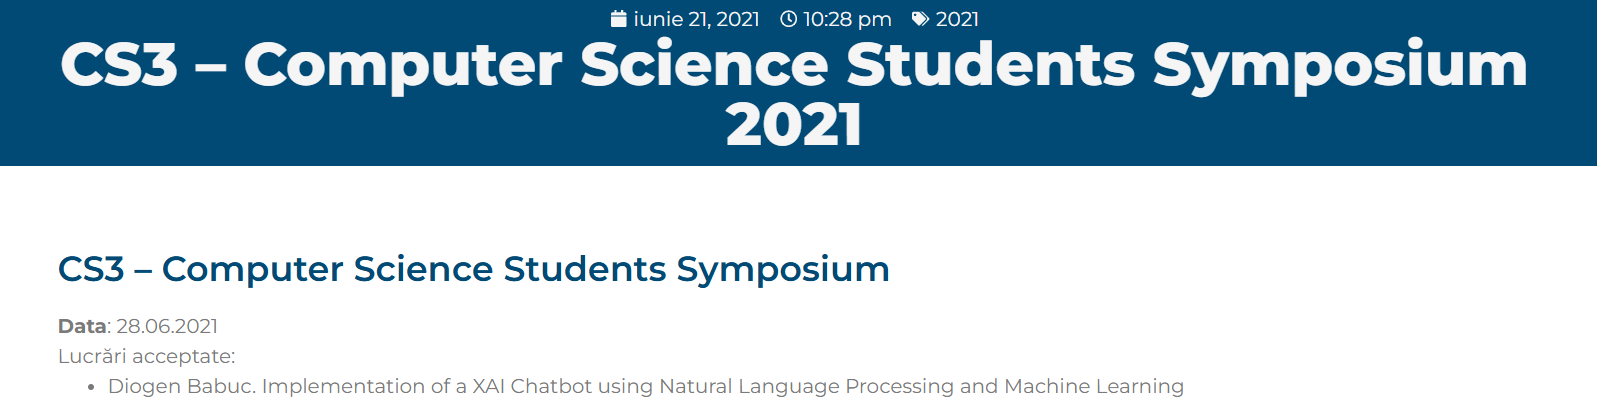 iunie 21, 2021 10:28 pm 2021
CS3 – Computer Science Students Symposium
2021
CS3 – Computer Science Students Symposium
Data: 28.06.2021
Lucrări acceptate:
• Diogen Babuc. Implementation of a XAI Chatbot using Natural Language Processing and Machine Learning